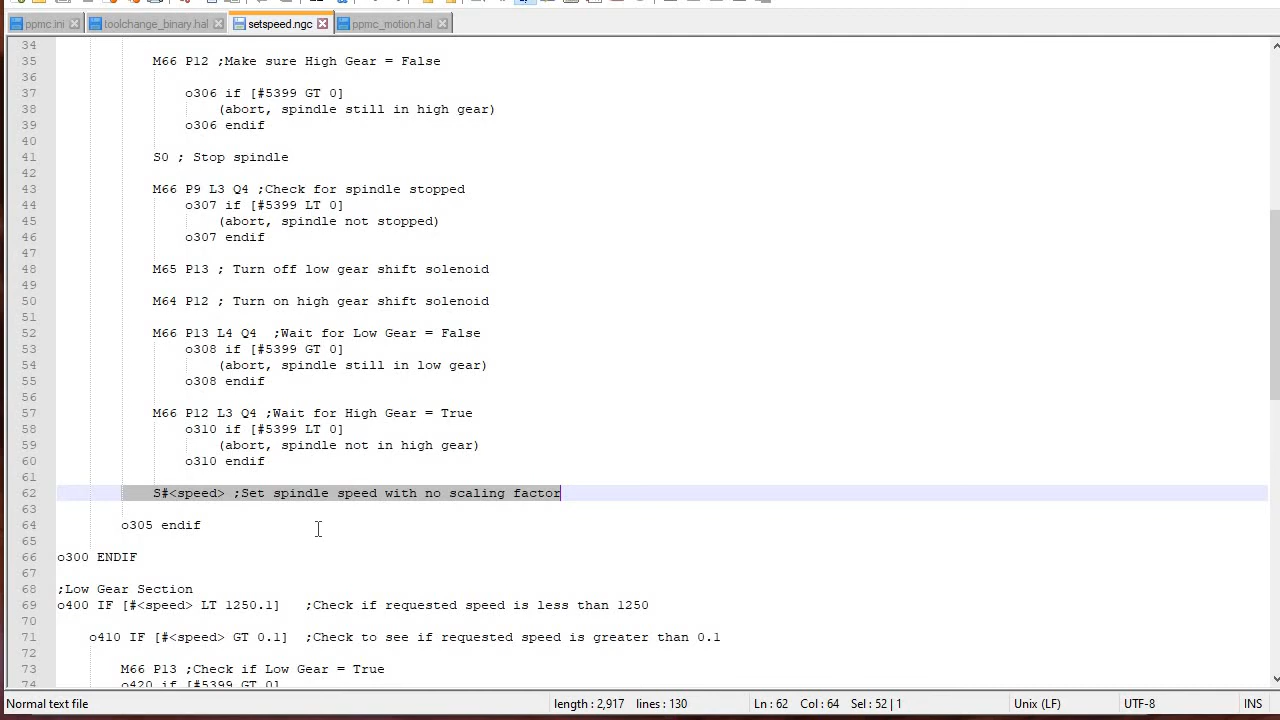 ppmc.ini toolchange_binary.hal setspeed.ngc ppmc_motion.hal
34
35 M66 P12 ;Make sure High Gear = False
36
37 o306 if [#5399 GT 0]
38 (abort, spindle still in high gear)
39 o306 endif
40
41 S0 ; Stop spindle
42
43 M66 P9 L3 Q4 ;Check for spindle stopped
44 o307 if [#5399 LT 0]
45 (abort, spindle not stopped)
46 o307 endif
47
48 M65 P13 ; Turn off low gear shift solenoid
49
50 M64 P12 ; Turn on high gear shift solenoid
51
52 M66 P13 L4 Q4  ;Wait for Low Gear = False
53 o308 if [#5399 GT 0]
54 (abort, spindle still in low gear)
55 o308 endif
56
57 M66 P12 L3 Q4 ;Wait for High Gear = True
58 o310 if [#5399 LT 0]
59 (abort, spindle not in high gear)
60 o310 endif
61
62 S#<speed> ;Set spindle speed with no scaling factor
63
64 o305 endif
65
66 o300 ENDIF
67
68 ;Low Gear Section
69 o400 IF [#<speed> LT 1250.1]   ;Check if requested speed is less than 1250
70
71 o410 IF [#<speed> GT 0.1]  ;Check to see if requested speed is greater than 0.1
72
73 M66 P13 ;Check if Low Gear = True
74 o420 if [#5399 GT 0]
Normal text file length : 2,917 lines : 130 Ln : 62 Col : 64 Sel : 52 | 1 Unix (LF) UTF-8 INS